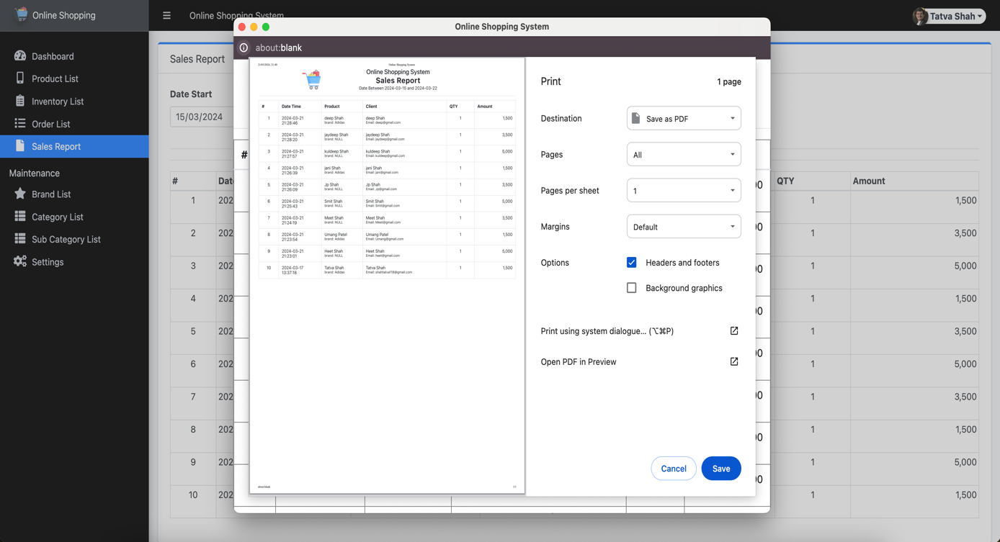 Online Shopping
Online Shopping System
Tatva Shah
Dashboard
Product List
Inventory List
Order List
Sales Report
Maintenance
Brand List
Category List
Sub Category List
Settings
Sales Report
Date Start
15/03/2024
Online Shopping System
about:blank
21/03/2024, 21:49 Online Shopping System
Online Shopping System
Sales Report
Date Between 2024-03-15 and 2024-03-22
# Date Time Product Client QTY Amount
1 2024-03-21 deep Shah deep Shah 1 1,500
21:28:46 brand: Adidas Email: deep@gmail.com
2 2024-03-21 jaydeep Shah jaydeep Shah 1 3,500
21:28:20 brand: NULL Email: jaydeep@gmail.com
3 2024-03-21 kuldeep Shah kuldeep Shah 1 5,000
21:27:57 brand: NULL Email: kuldeep@gmail.com
4 2024-03-21 jani Shah jani Shah 1 1,500
21:26:39 brand: Adidas Email: jani@gmail.com
5 2024-03-21 Jp Shah Jp Shah 1 3,500
21:26:09 brand: NULL Email: Jp@gmail.com
6 2024-03-21 Smit Shah Smit Shah 1 5,000
21:25:43 brand: NULL Email: Smit@gmail.com
7 2024-03-21 Meet Shah Meet Shah 1 3,500
21:24:19 brand: NULL Email: Meet@gmail.com
8 2024-03-21 Umang Patel Umang Patel 1 1,500
21:23:54 brand: Adidas Email: Umang@gmail.com
9 2024-03-21 Heet Shah Heet Shah 1 5,000
21:23:01 brand: NULL Email: heet@gmail.com
10 2024-03-17 Tatva Shah Tatva Shah 1 1,500
13:37:18 brand: Adidas Email: shahtatva118@gmail.com
about:blank 1/1
Print 1 page
Destination Save as PDF
Pages All
Pages per sheet 1
Margins Default
Options Headers and footers
Background graphics
Print using system dialogue... (⌥⌘P)
Open PDF in Preview
Cancel Save
#
# Dat QTY Amount
1 202 00 1 1,500
2 202 00 1 3,500
3 202 00 1 5,000
4 202 00 1 1,500
5 202 00 1 3,500
6 202 00 1 5,000
7 202 00 1 3,500
8 202 00 1 1,500
9 202 1 5,000
10 202 1 1,500